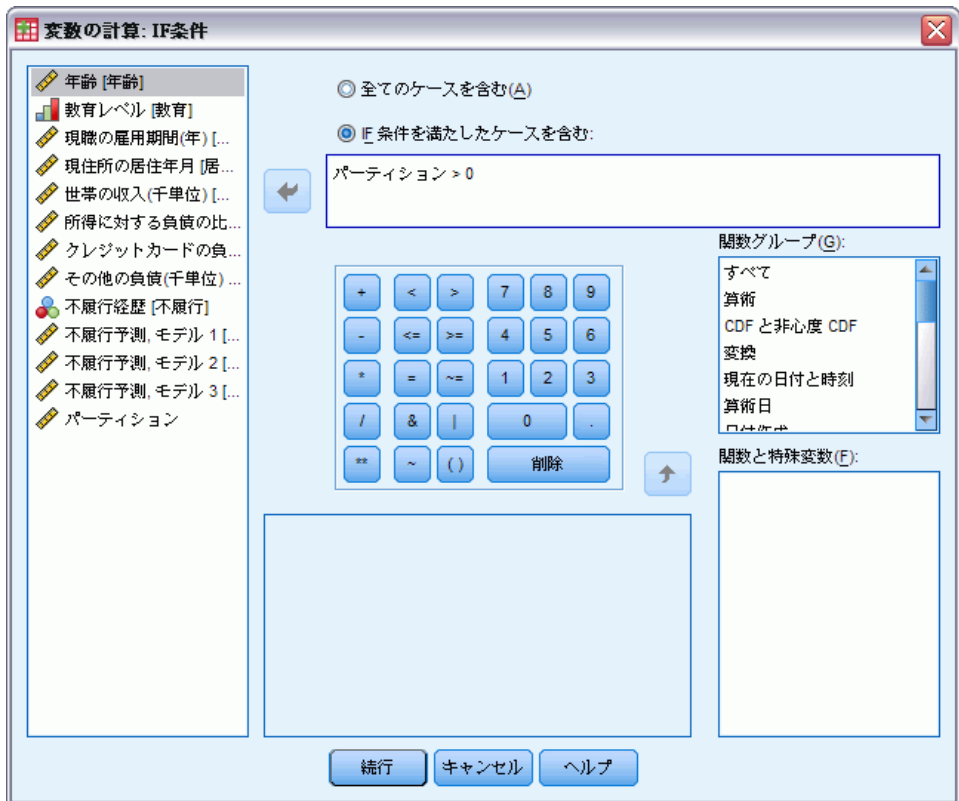 変数の計算: IF条件
年齢 [年齢]
教育レベル [教育]
現職の雇用期間(年) [...
現住所の居住年月 [居...
世帯の収入(千単位) [...
所得に対する負債の比...
クレジットカードの負...
その他の負債(千単位) ...
不履行経歴 [不履行]
不履行予測, モデル 1 [...
不履行予測, モデル 2 [...
不履行予測, モデル 3 [...
パーティション
全てのケースを含む(A)
IF 条件を満たしたケースを含む:
パーティション > 0
+ < > 7 8 9
- <= >= 4 5 6
* = ~= 1 2 3
/ & | 0 .
** ~ ( ) 削除
関数グループ(G):
すべて
算術
CDF と非心度 CDF
変換
現在の日付と時刻
算術日
日付作成
関数と特殊変数(F):
続行 キャンセル ヘルプ